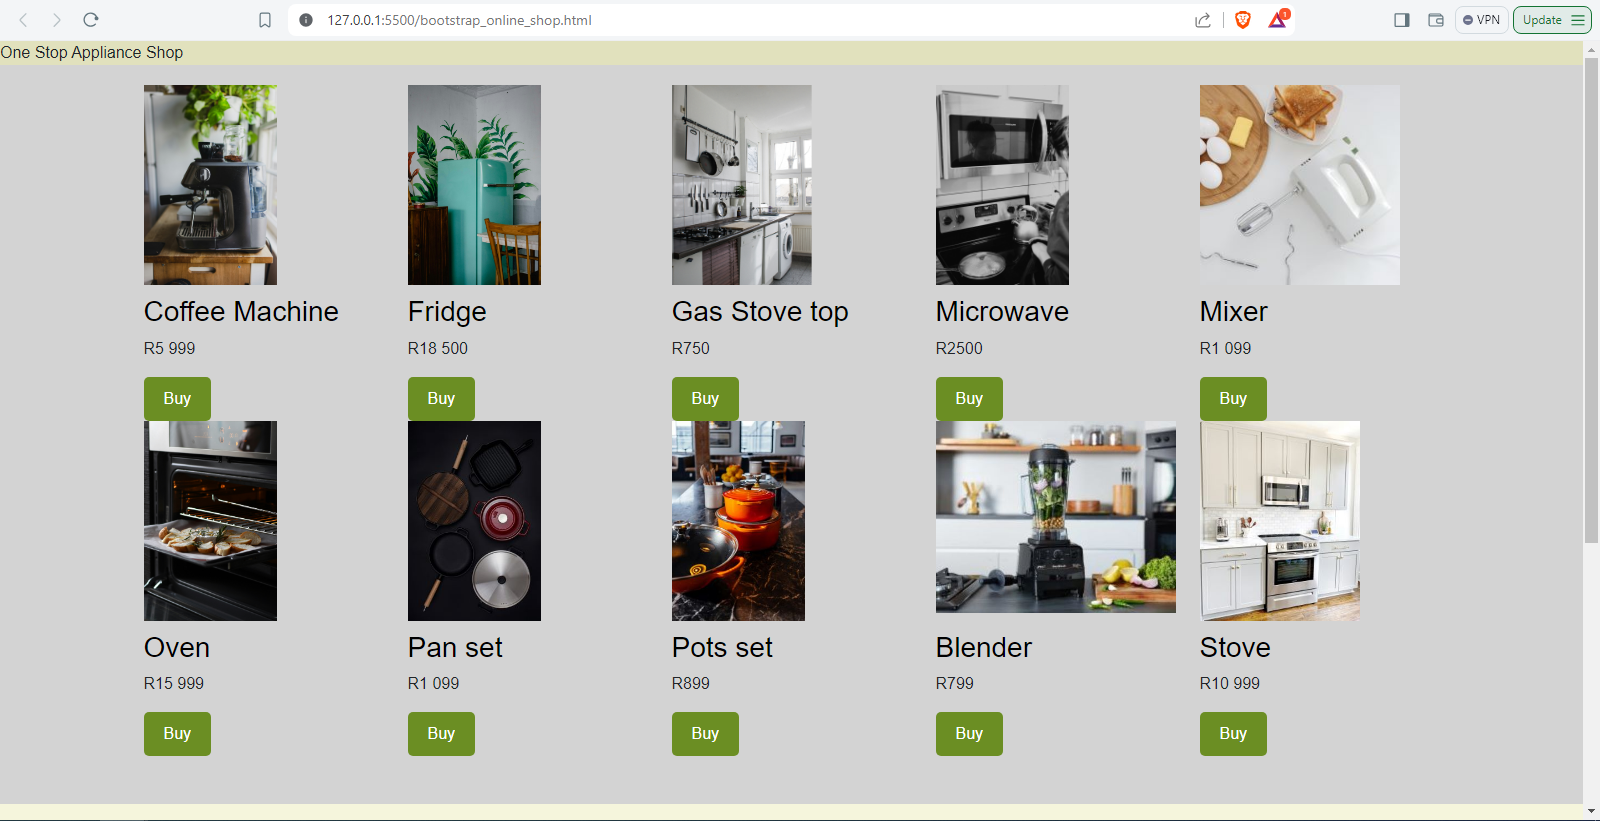 127.0.0.1:5500/bootstrap_online_shop.html
1
VPN
Update
One Stop Appliance Shop
Coffee Machine
Fridge
Gas Stove top
Microwave
Mixer
R5 999
R18 500
R750
R2500
R1 099
Buy
Buy
Buy
Buy
Buy
Oven
Pan set
Pots set
Blender
Stove
R15 999
R1 099
R899
R799
R10 999
Buy
Buy
Buy
Buy
Buy